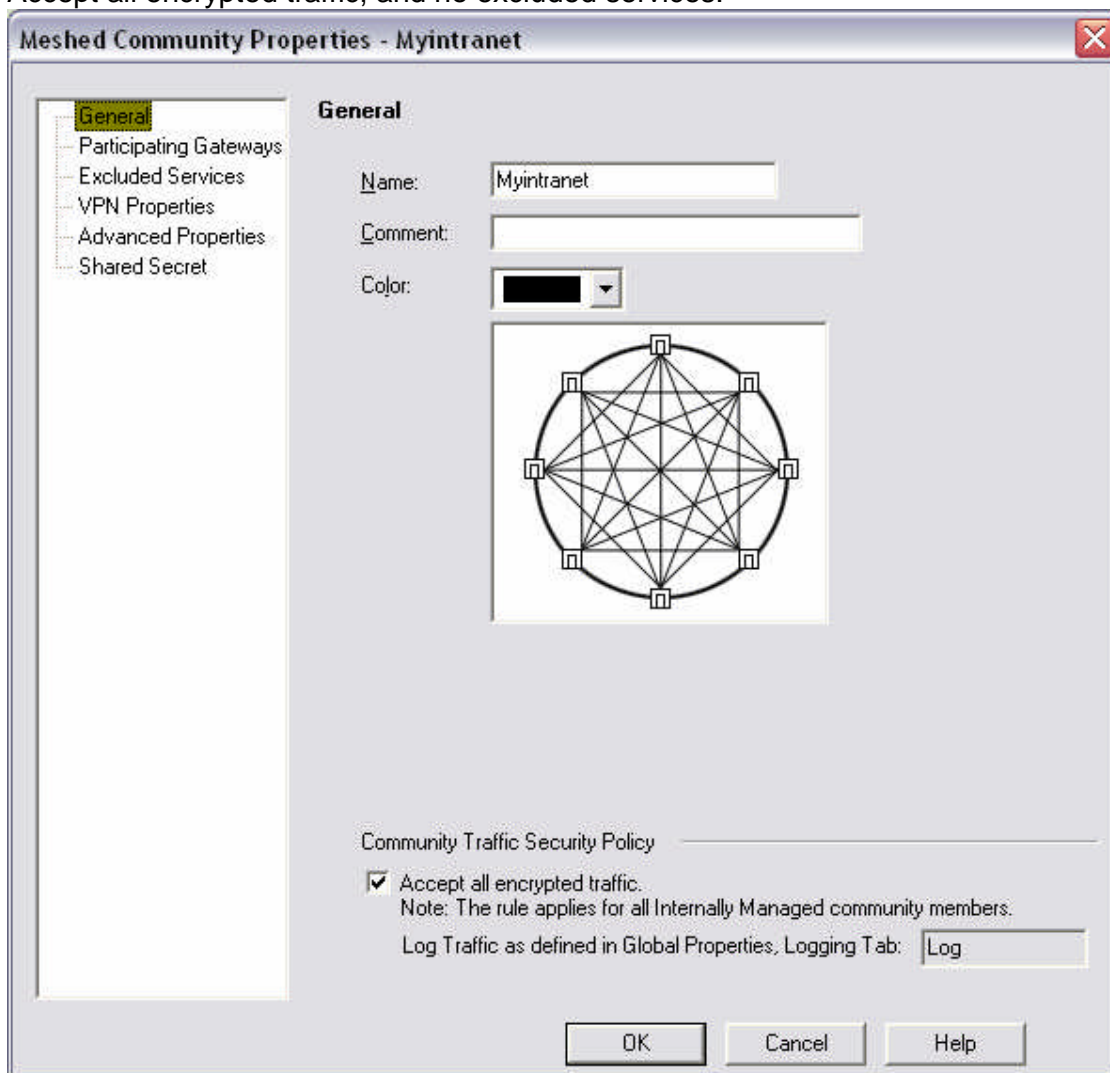 Accept all encrypted traffic, and no excluded services.
Meshed Community Properties - Myintranet
General
Participating Gateways
Excluded Services
VPN Properties
Advanced Properties
Shared Secret
General
Name:
Myintranet
Comment:
Color:
Community Traffic Security Policy
Accept all encrypted traffic.
Note: The rule applies for all Internally Managed community members.
Log Traffic as defined in Global Properties, Logging Tab:
Log
OK
Cancel
Help